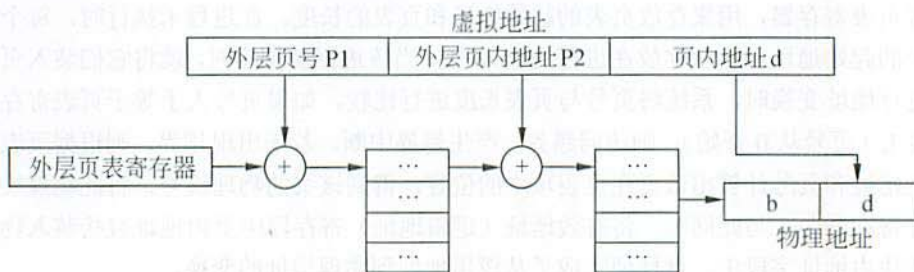 虚拟地址
外层页号P1 外层页内地址P2 页内地址d
外层页表寄存器 + ... + ...
... ...
b d
物理地址